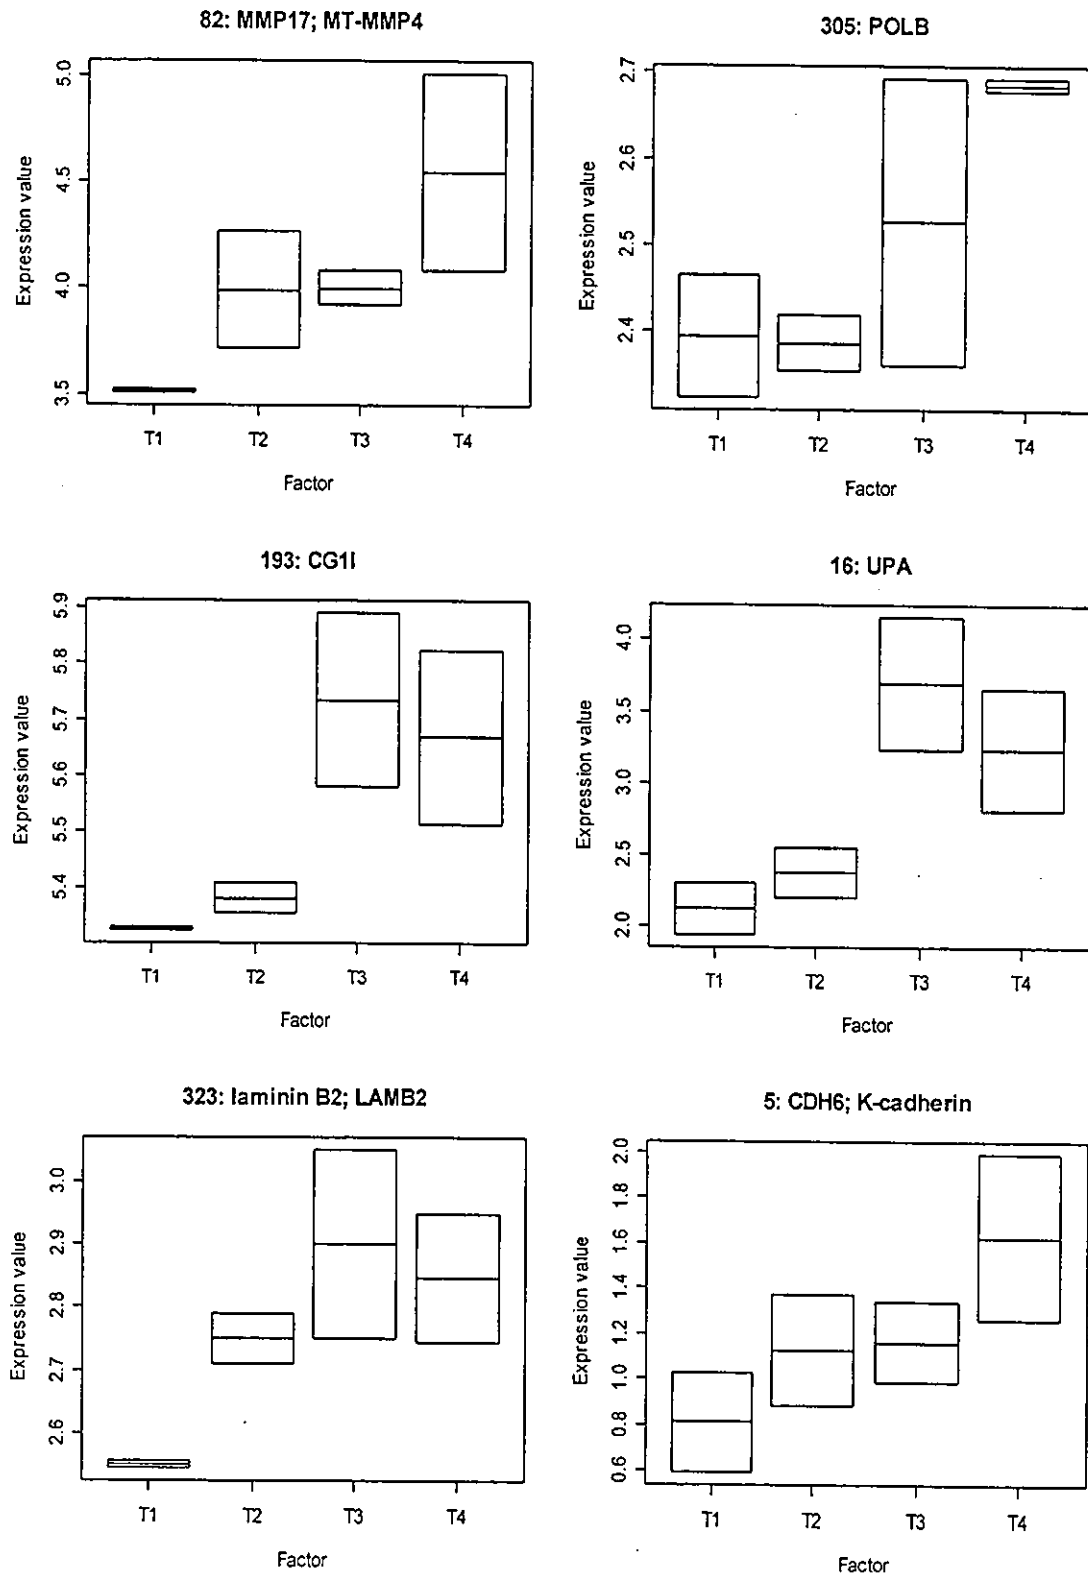 82: MMP17; MT-MMP4
Expression value
5.0
4.5
4.0
3.5
T1 T2 T3 T4
Factor
305: POLB
Expression value
2.7
2.6
2.5
2.4
T1 T2 T3 T4
Factor
193: CG1I
Expression value
5.9
5.8
5.7
5.6
5.5
5.4
T1 T2 T3 T4
Factor
16: UPA
Expression value
4.0
3.5
3.0
2.5
2.0
T1 T2 T3 T4
Factor
323: laminin B2; LAMB2
Expression value
3.0
2.9
2.8
2.7
2.6
T1 T2 T3 T4
Factor
5: CDH6; K-cadherin
Expression value
2.0
1.8
1.6
1.4
1.2
1.0
0.8
0.6
T1 T2 T3 T4
Factor